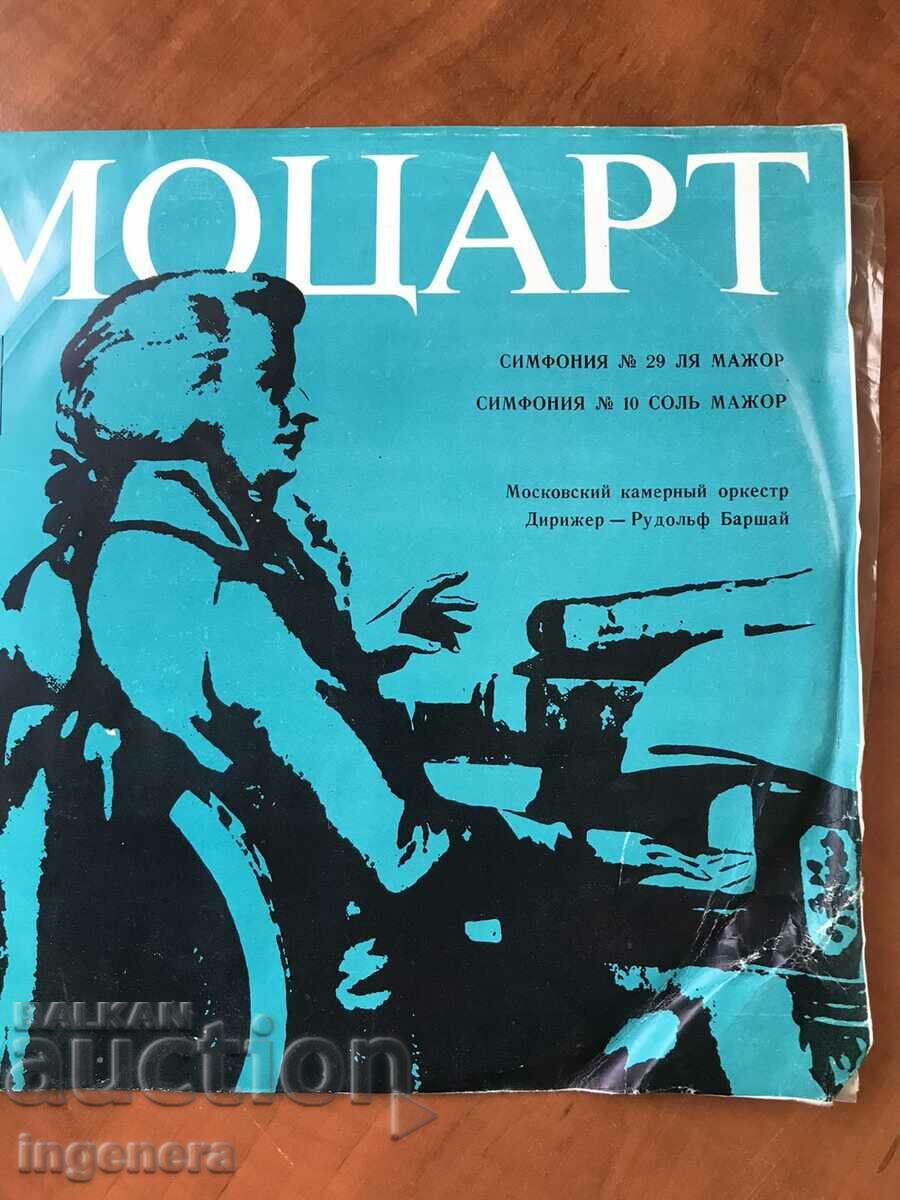 МОЦАРТ
СИМФОНИЯ № 29 ЛЯ МАЖОР
СИМФОНИЯ № 10 СОЛЬ МАЖОР
Московский камерный оркестр
Дирижер — Рудольф Баршай
BALKAN
auction
ingenera